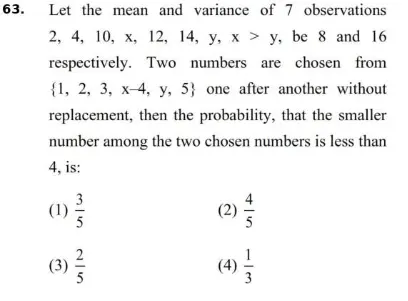 63. Let the mean and variance of 7 observations
2, 4, 10, x, 12, 14, y, x > y, be 8 and 16
respectively. Two numbers are chosen from
{1, 2, 3, x–4, y, 5} one after another without
replacement, then the probability, that the smaller
number among the two chosen numbers is less than
4, is:
(1) 3/5 (2) 4/5
(3) 2/5 (4) 1/3